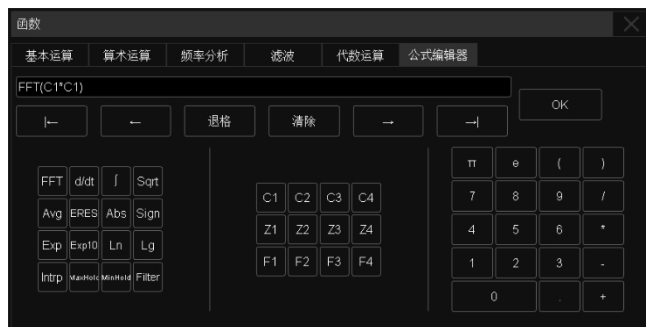 函数
基本运算 算术运算 频率分析 滤波 代数运算 公式编辑器
FFT(C1*C1)
OK
|← ← 退格 清除 → →|
π e ( )
FFT d/dt ∫ Sqrt
7 8 9 /
C1 C2 C3 C4
Avg ERES Abs Sign
4 5 6 *
Z1 Z2 Z3 Z4
Exp Exp10 Ln Lg
1 2 3 -
F1 F2 F3 F4
Intrp MaxHold MinHold Filter
0 . +